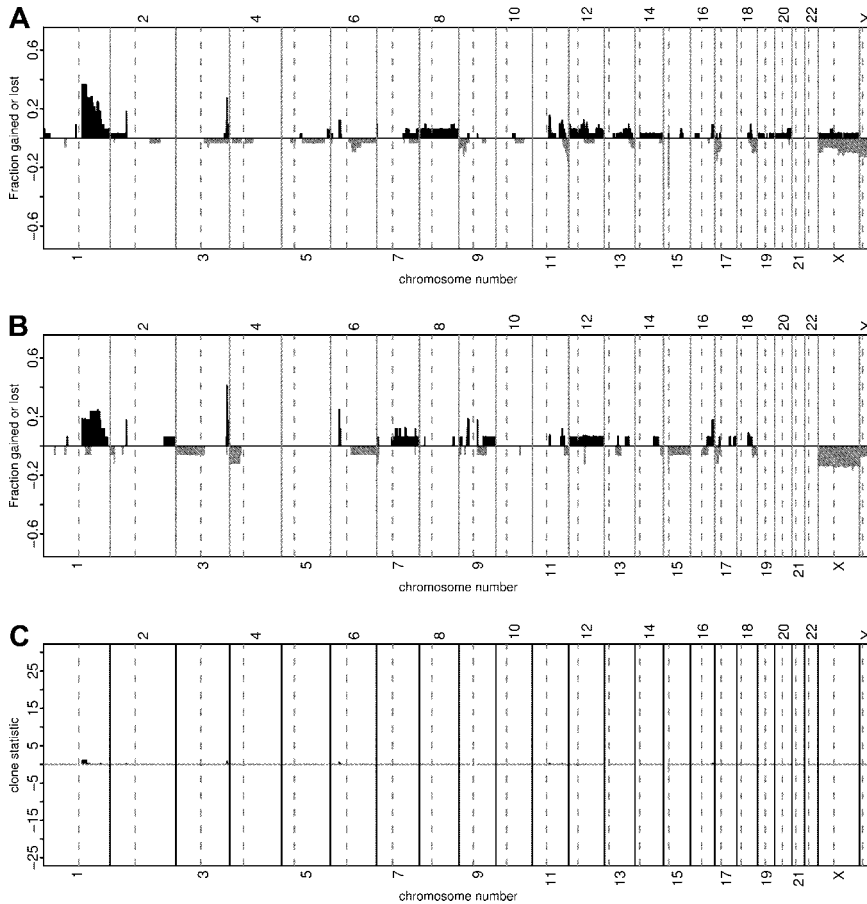 A
2 4 6 8 10 12 14 16 18 20 22 Y
Fraction gained or lost
0.6
0.2
−0.2
−0.6
1 3 5 7 9 11 13 15 17 19 21 X
chromosome number
B
2 4 6 8 10 12 14 16 18 20 22 Y
Fraction gained or lost
0.6
0.2
−0.2
−0.6
1 3 5 7 9 11 13 15 17 19 21 X
chromosome number
C
2 4 6 8 10 12 14 16 18 20 22 Y
clone statistic
25
15
5
−5
−15
−25
1 3 5 7 9 11 13 15 17 19 21 X
chromosome number